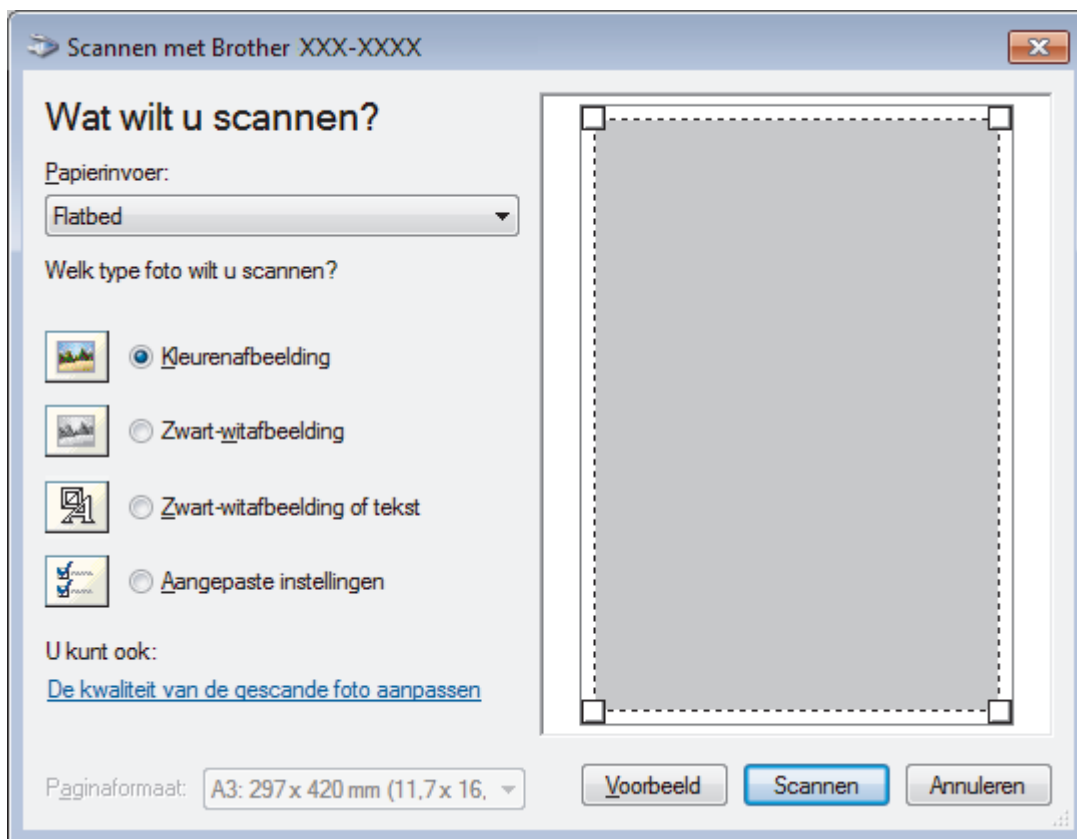 Scannen met Brother XXX-XXXX
Wat wilt u scannen?
Papierinvoer:
Flatbed
Welk type foto wilt u scannen?
Kleurenafbeelding
Zwart-witafbeelding
Zwart-witafbeelding of tekst
Aangepaste instellingen
U kunt ook:
De kwaliteit van de gescande foto aanpassen
Paginaformaat: A3: 297 x 420 mm (11,7 x 16,
Voorbeeld Scannen Annuleren